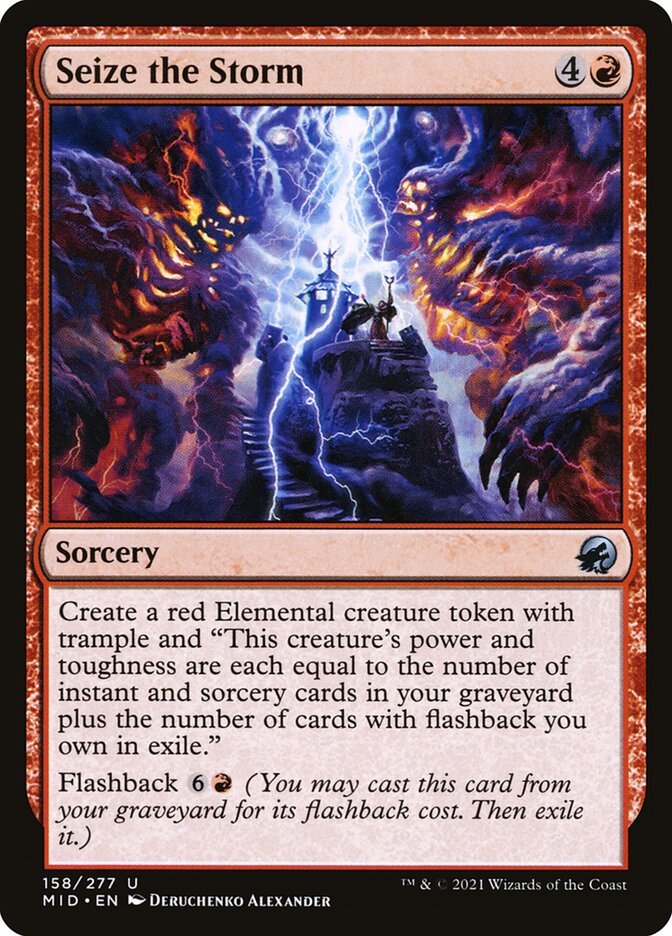 Seize the Storm 4
Sorcery
Create a red Elemental creature token with
trample and “This creature’s power and
toughness are each equal to the number of
instant and sorcery cards in your graveyard
plus the number of cards with flashback you
own in exile.”
Flashback 6 (You may cast this card from
your graveyard for its flashback cost. Then exile
it.)
158/277 U
™ & © 2021 Wizards of the Coast
MID • EN Deruchenko Alexander